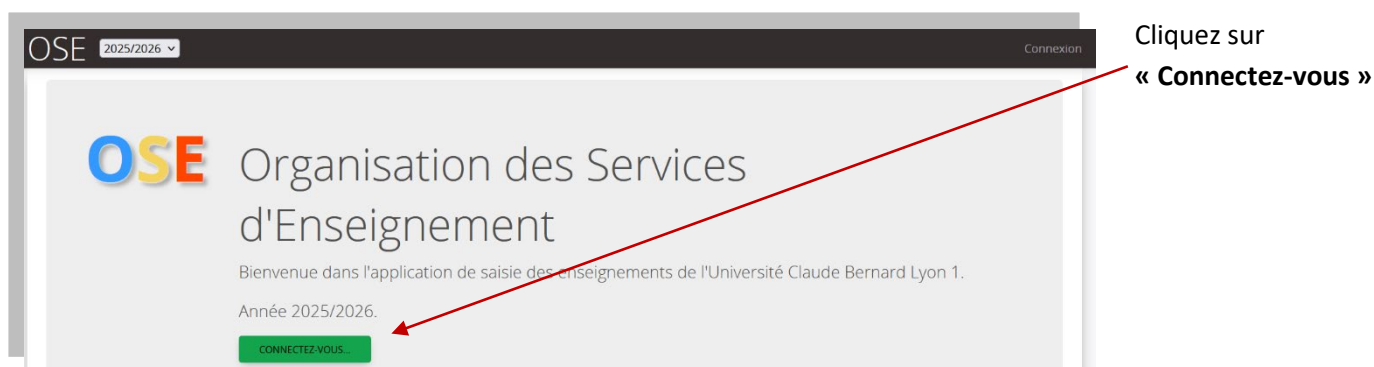 OSE 2025/2026 Connexion
Cliquez sur
« Connectez-vous »
OSE
Organisation des Services
d'Enseignement
Bienvenue dans l'application de saisie des enseignements de l'Université Claude Bernard Lyon 1.
Année 2025/2026.
CONNECTEZ-VOUS...